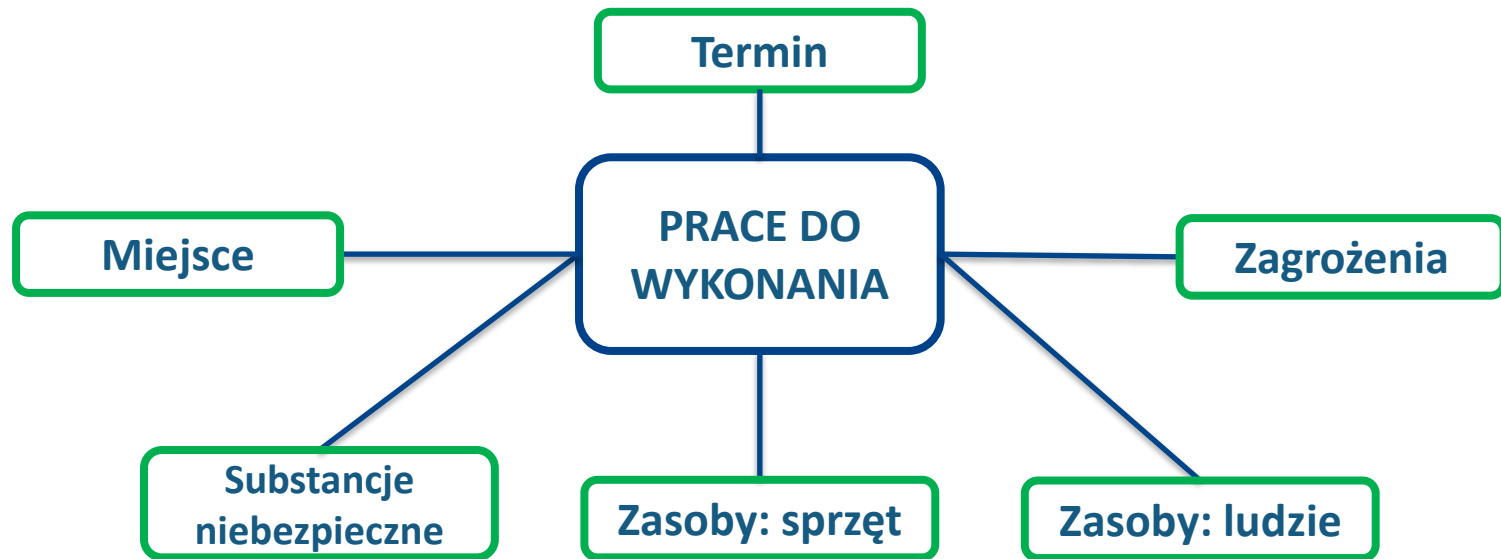 Termin
PRACE DO
WYKONANIA
Miejsce
Zagrożenia
Substancje
niebezpieczne
Zasoby: sprzęt
Zasoby: ludzie